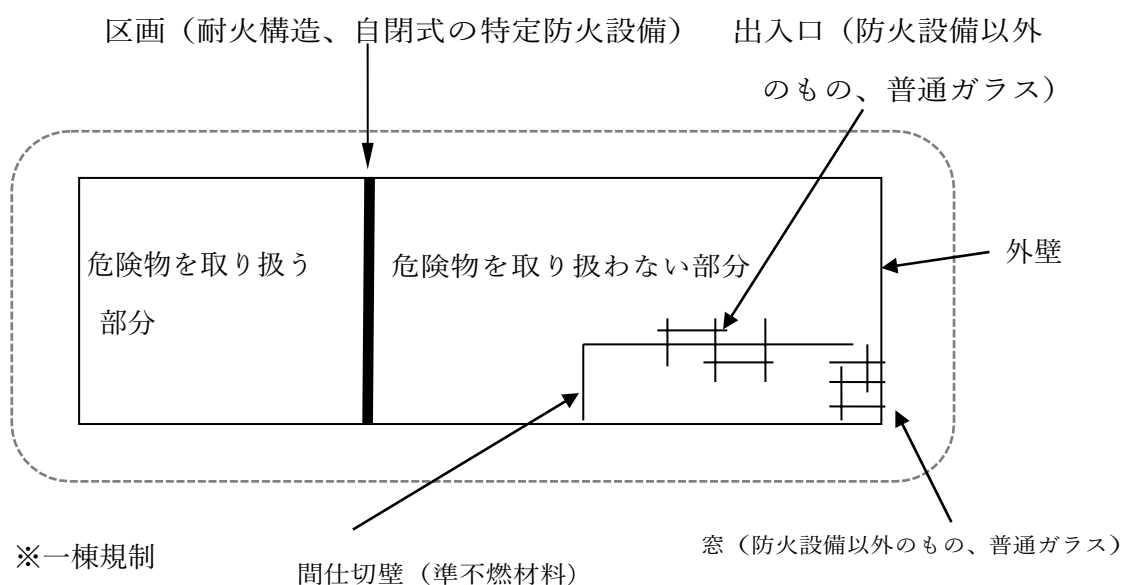 区画（耐火構造、自閉式の特定防火設備）
出入口（防火設備以外
のもの、普通ガラス）
危険物を取り扱う
部分
危険物を取り扱わない部分
外壁
窓（防火設備以外のもの、普通ガラス）
※一棟規制
間仕切壁（準不燃材料）